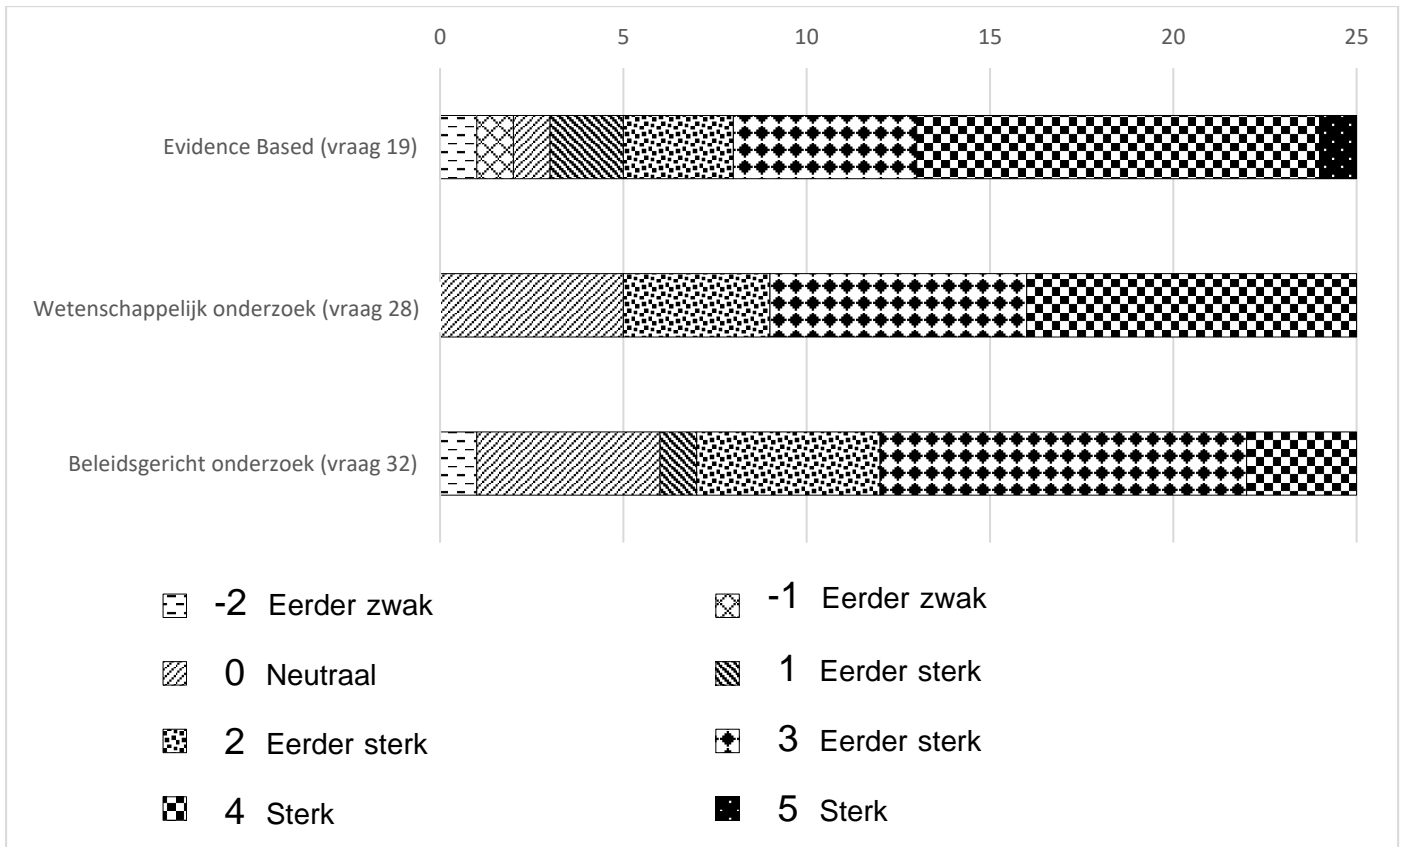 0 5 10 15 20 25
Evidence Based (vraag 19)
Wetenschappelijk onderzoek (vraag 28)
Beleidsgericht onderzoek (vraag 32)
-2 Eerder zwak
-1 Eerder zwak
0 Neutraal
1 Eerder sterk
2 Eerder sterk
3 Eerder sterk
4 Sterk
5 Sterk